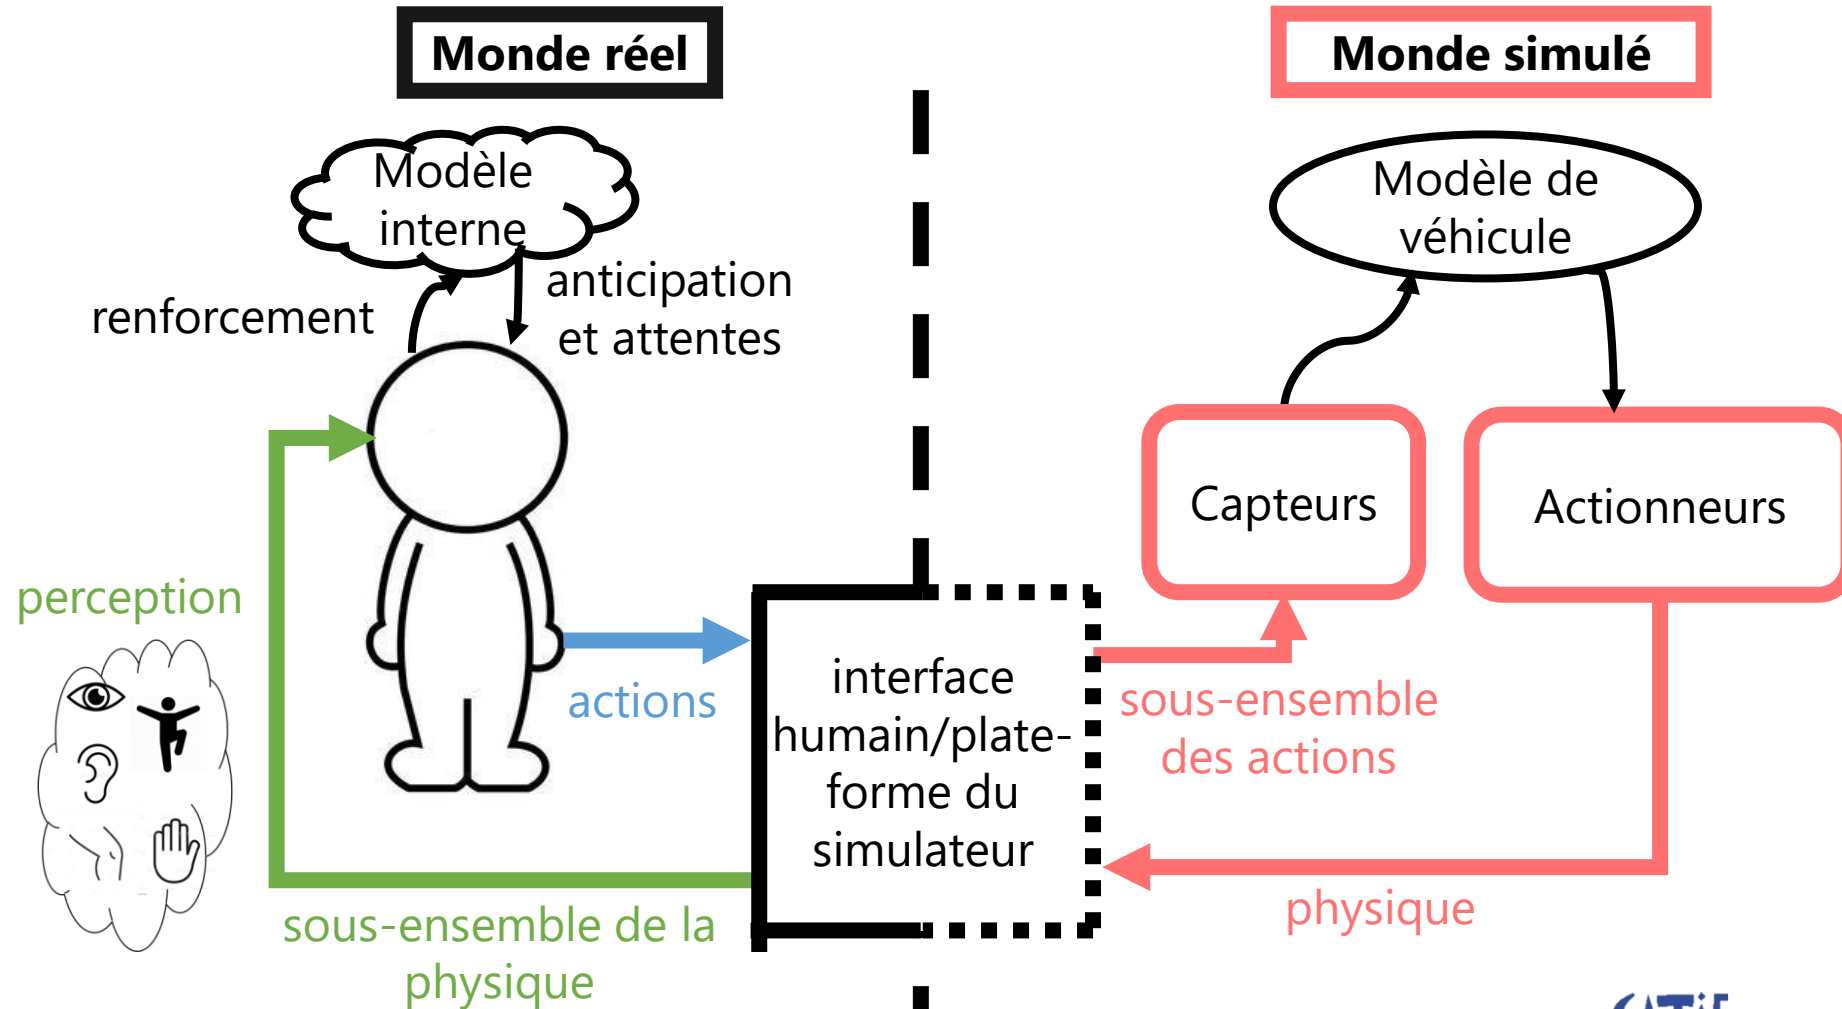 Monde réel
Monde simulé
Modèle
interne
Modèle de
véhicule
renforcement
anticipation
et attentes
Capteurs
Actionneurs
perception
actions
interface
humain/plate-
forme du
simulateur
sous-ensemble
des actions
physique
sous-ensemble de la
physique